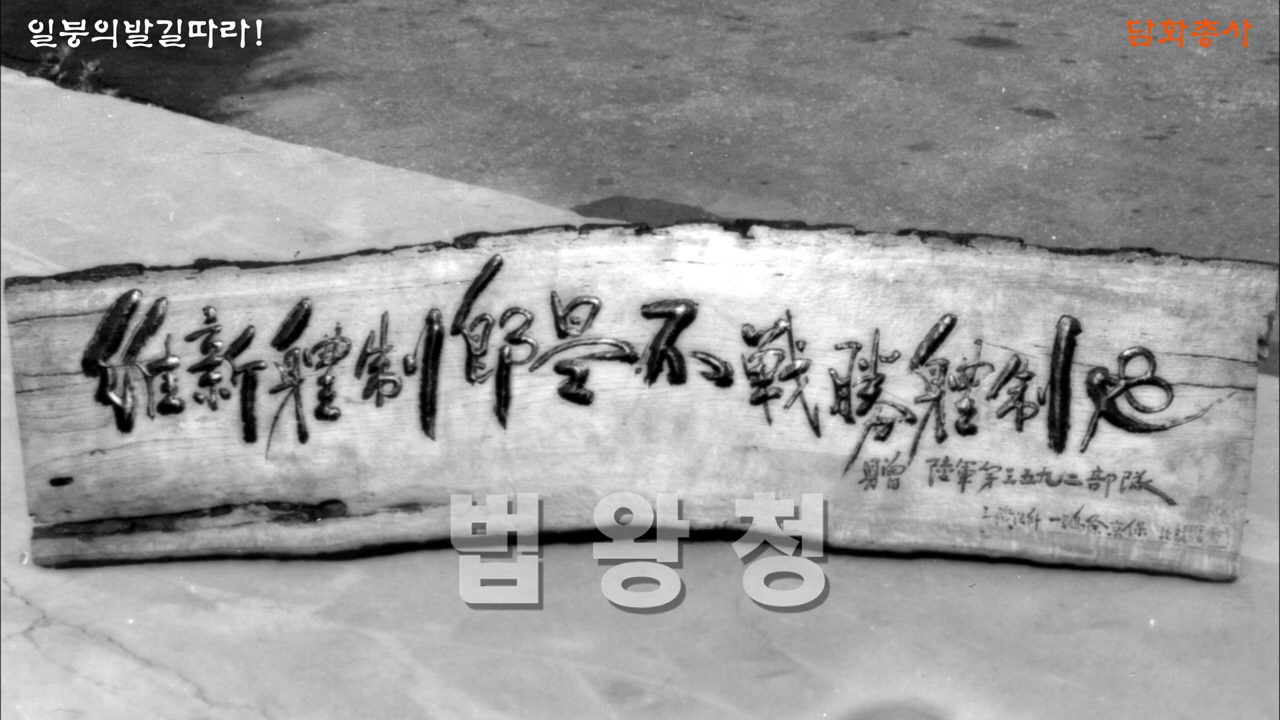 일붕의발길따라!
담화총사
維新體制即是不戰勝體制也
贈 陸軍第三五九二部隊
법왕청